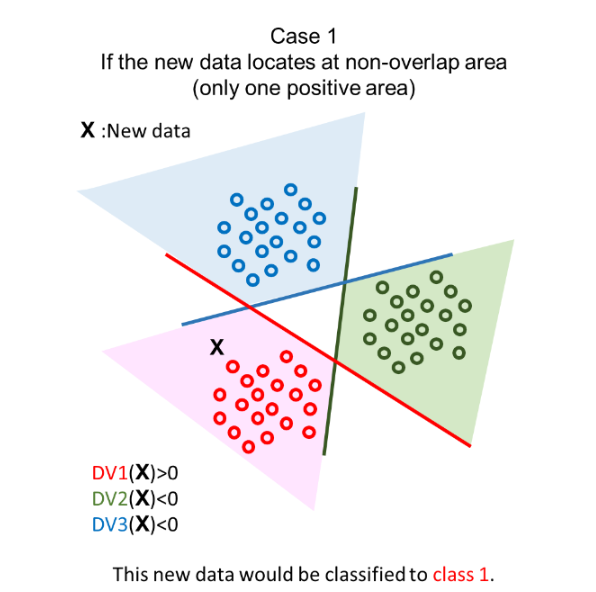 Case 1
If the new data locates at non-overlap area
(only one positive area)
X :New data
X
DV1(X)>0
DV2(X)<0
DV3(X)<0
This new data would be classified to class 1.